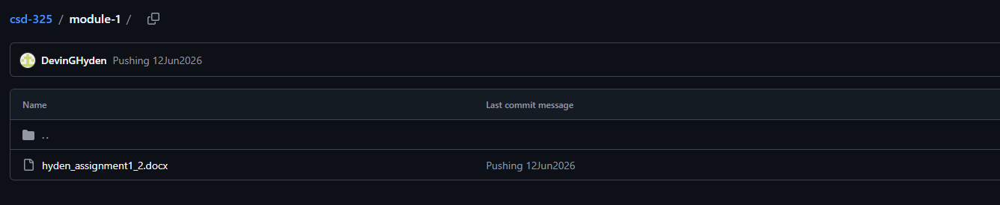 csd-325 / module-1 /
DevinGHyden Pushing 12Jun2026
Name Last commit message
..
hyden_assignment1_2.docx Pushing 12Jun2026